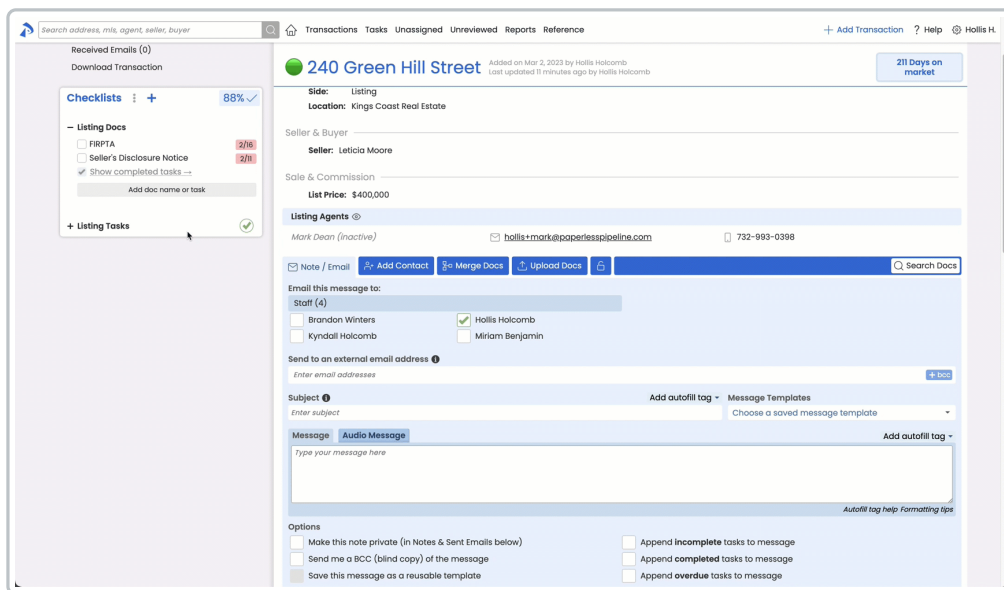 Search address, mls, agent, seller, buyer
Transactions Tasks Unassigned Unreviewed Reports Reference
+ Add Transaction ? Help Hollis H.
Received Emails (0)
Download Transaction
Checklists + 88%
– Listing Docs
FIRPTA 2/16
Seller's Disclosure Notice 2/11
Show completed tasks →
Add doc name or task
+ Listing Tasks
240 Green Hill Street
Added on Mar 2, 2023 by Hollis Holcomb
Last updated 11 minutes ago by Hollis Holcomb
211 Days on
market
Side: Listing
Location: Kings Coast Real Estate
Seller & Buyer
Seller: Leticia Moore
Sale & Commission
List Price: $400,000
Listing Agents
Mark Dean (inactive) hollis+mark@paperlesspipeline.com 732-993-0398
Note / Email Add Contact Merge Docs Upload Docs Search Docs
Email this message to:
Staff (4)
Brandon Winters Hollis Holcomb
Kyndall Holcomb Miriam Benjamin
Send to an external email address
Enter email addresses + bcc
Subject Add autofill tag Message Templates
Enter subject Choose a saved message template
Message Audio Message Add autofill tag
Type your message here
Autofill tag help Formatting tips
Options
Make this note private (in Notes & Sent Emails below) Append incomplete tasks to message
Send me a BCC (blind copy) of the message Append completed tasks to message
Save this message as a reusable template Append overdue tasks to message